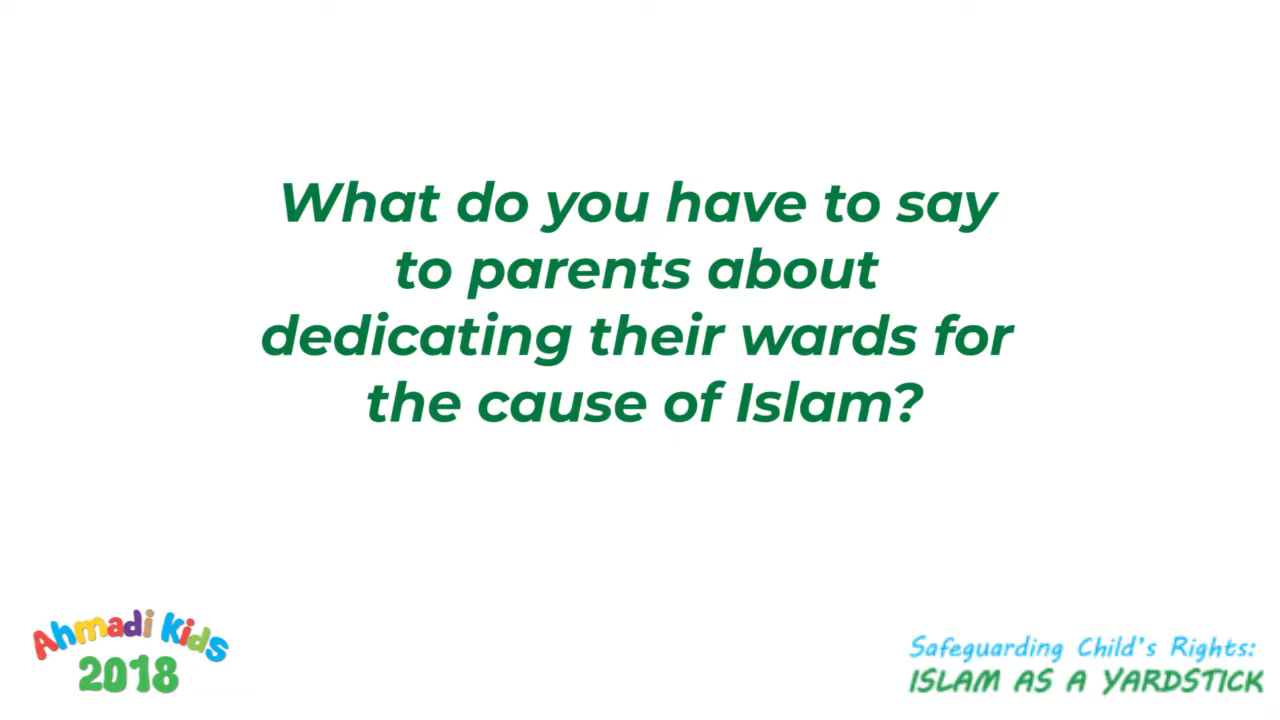 What do you have to say
to parents about
dedicating their wards for
the cause of Islam?
Ahmadi Kids
2018
Safeguarding Child's Rights:
ISLAM AS A YARDSTICK